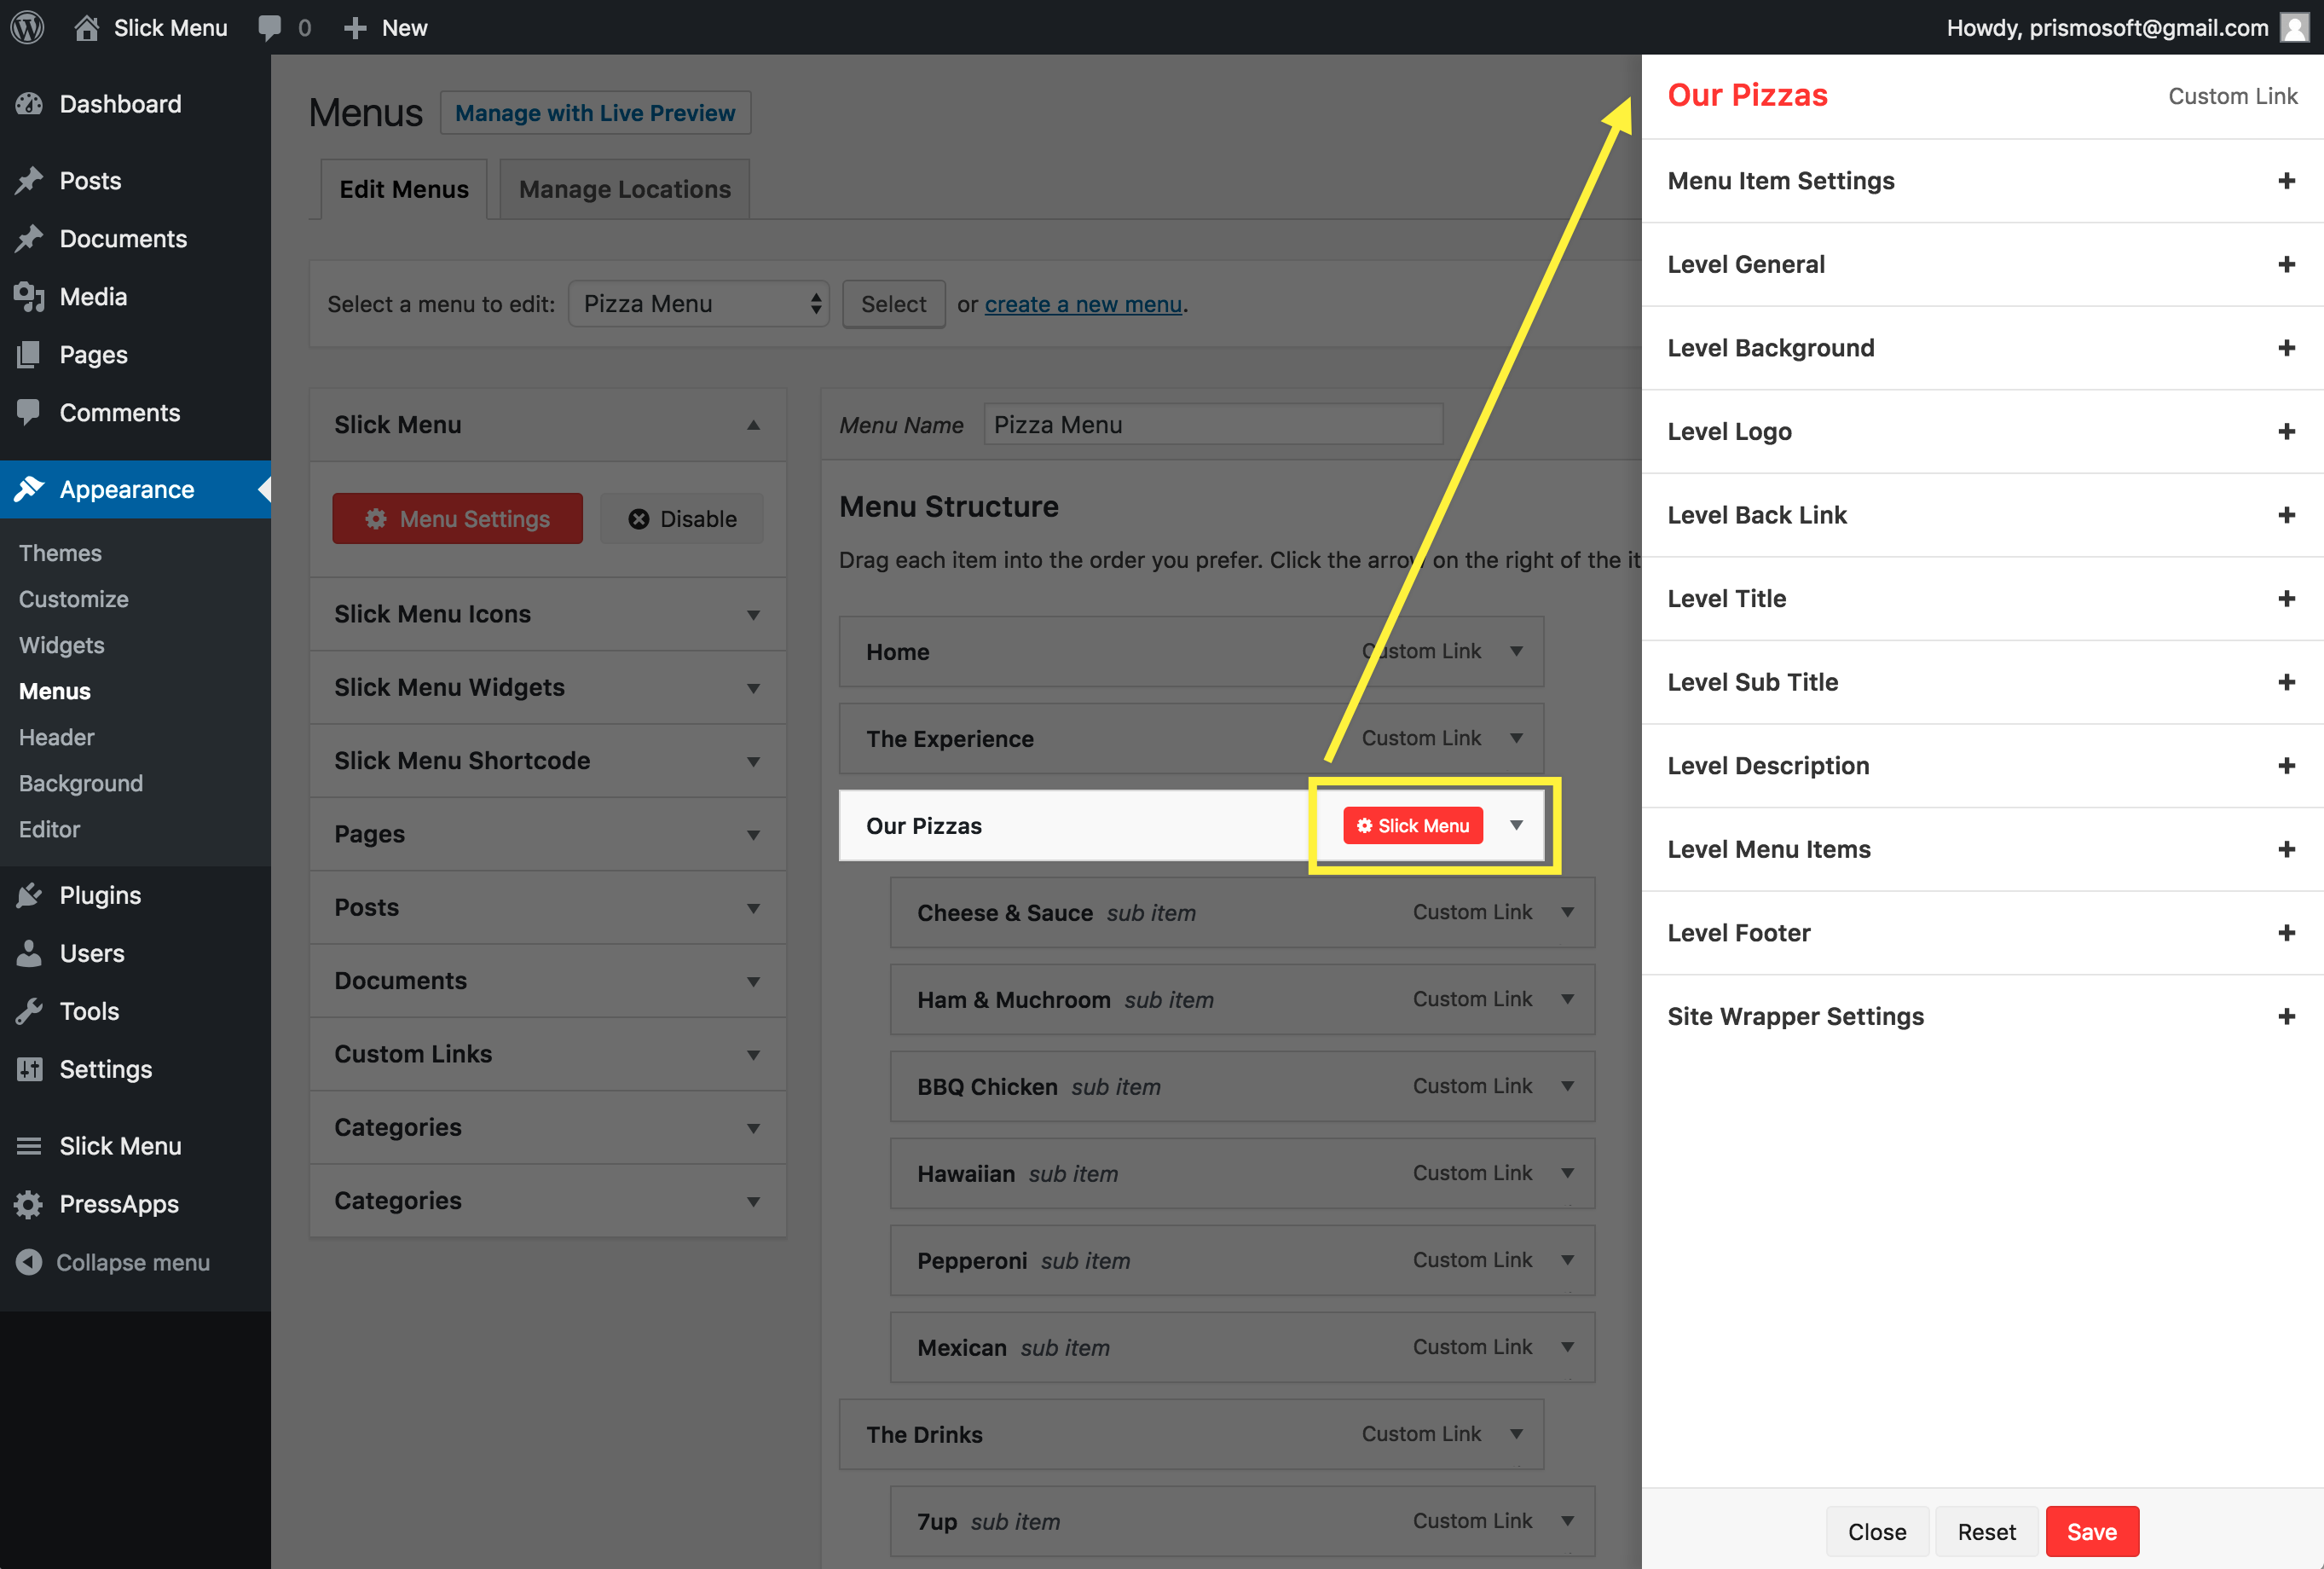 Slick Menu
0
New
Howdy, prismosoft@gmail.com
Dashboard
Posts
Documents
Media
Pages
Comments
Appearance
Themes
Customize
Widgets
Menus
Header
Background
Editor
Plugins
Users
Tools
Settings
Slick Menu
PressApps
Collapse menu
Menus
Manage with Live Preview
Edit Menus
Manage Locations
Select a menu to edit:
Pizza Menu
Select
or create a new menu.
Slick Menu
Menu Settings
Disable
Slick Menu Icons
Slick Menu Widgets
Slick Menu Shortcode
Pages
Posts
Documents
Custom Links
Categories
Categories
Menu Name
Pizza Menu
Menu Structure
Drag each item into the order you prefer. Click the arrow on the right of the it
Home
Custom Link
The Experience
Custom Link
Our Pizzas
Slick Menu
Cheese & Sauce sub item
Custom Link
Ham & Muchroom sub item
Custom Link
BBQ Chicken sub item
Custom Link
Hawaiian sub item
Custom Link
Pepperoni sub item
Custom Link
Mexican sub item
Custom Link
The Drinks
Custom Link
7up sub item
Custom Link
Our Pizzas
Custom Link
Menu Item Settings
Level General
Level Background
Level Logo
Level Back Link
Level Title
Level Sub Title
Level Description
Level Menu Items
Level Footer
Site Wrapper Settings
Close
Reset
Save